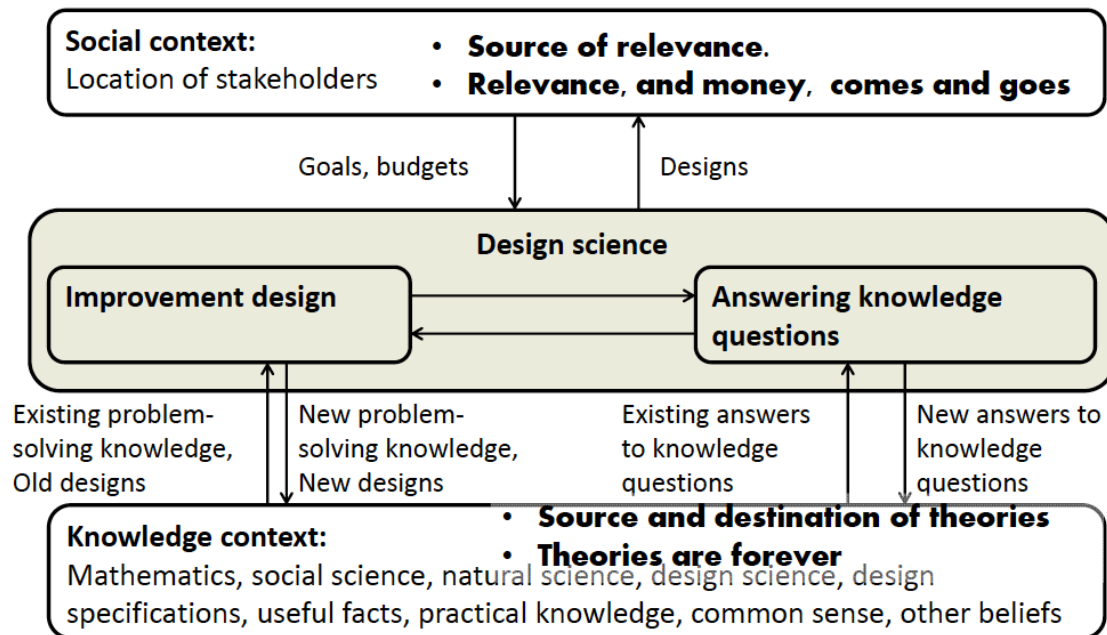 Social context:
Location of stakeholders
• Source of relevance.
• Relevance, and money, comes and goes
Goals, budgets
Designs
Design science
Improvement design
Answering knowledge
questions
Existing problem-
solving knowledge,
Old designs
New problem-
solving knowledge,
New designs
Existing answers
to knowledge
questions
New answers to
knowledge
questions
• Source and destination of theories
• Theories are forever
Knowledge context:
Mathematics, social science, natural science, design science, design
specifications, useful facts, practical knowledge, common sense, other beliefs